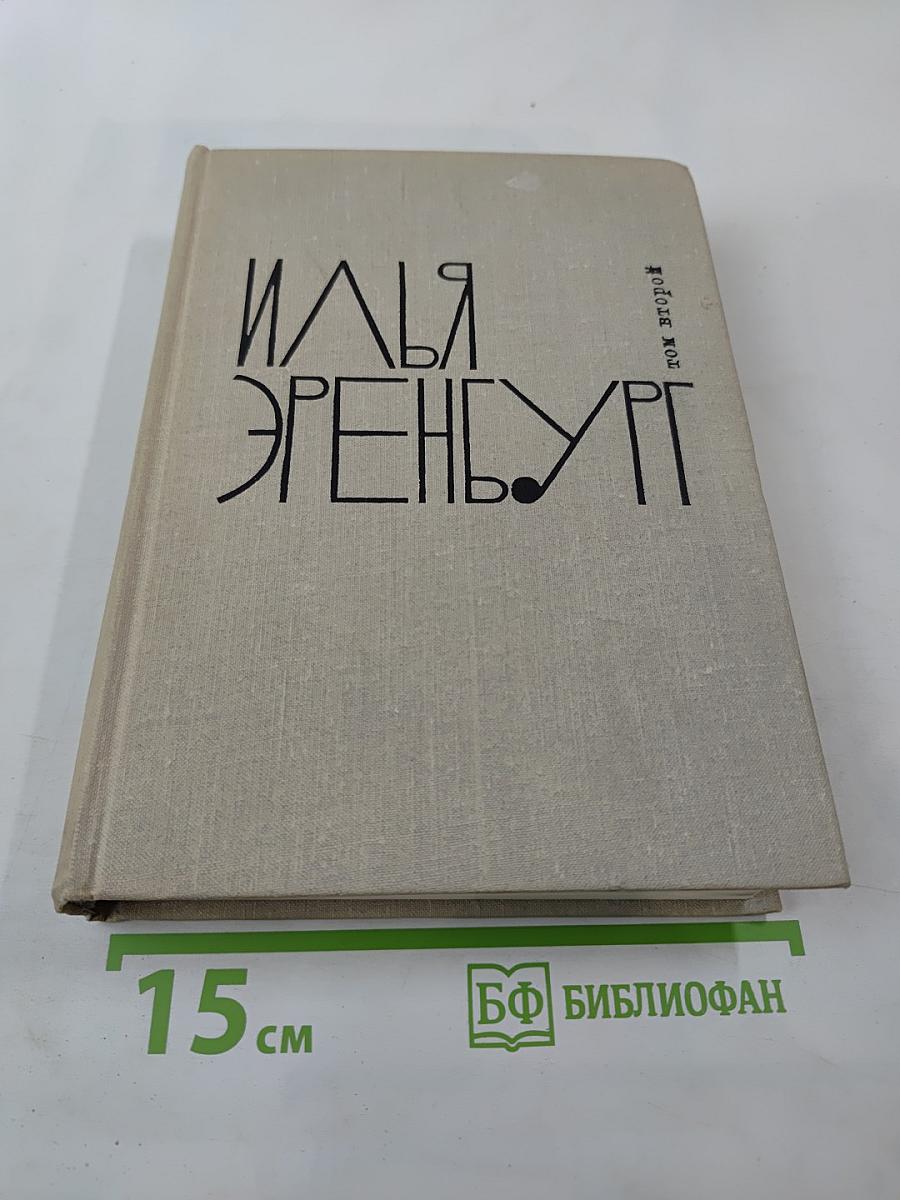 ИЛЬЯ
ЭРЕНБУРГ
том второй
15 см
БФ БИБЛИОФАН